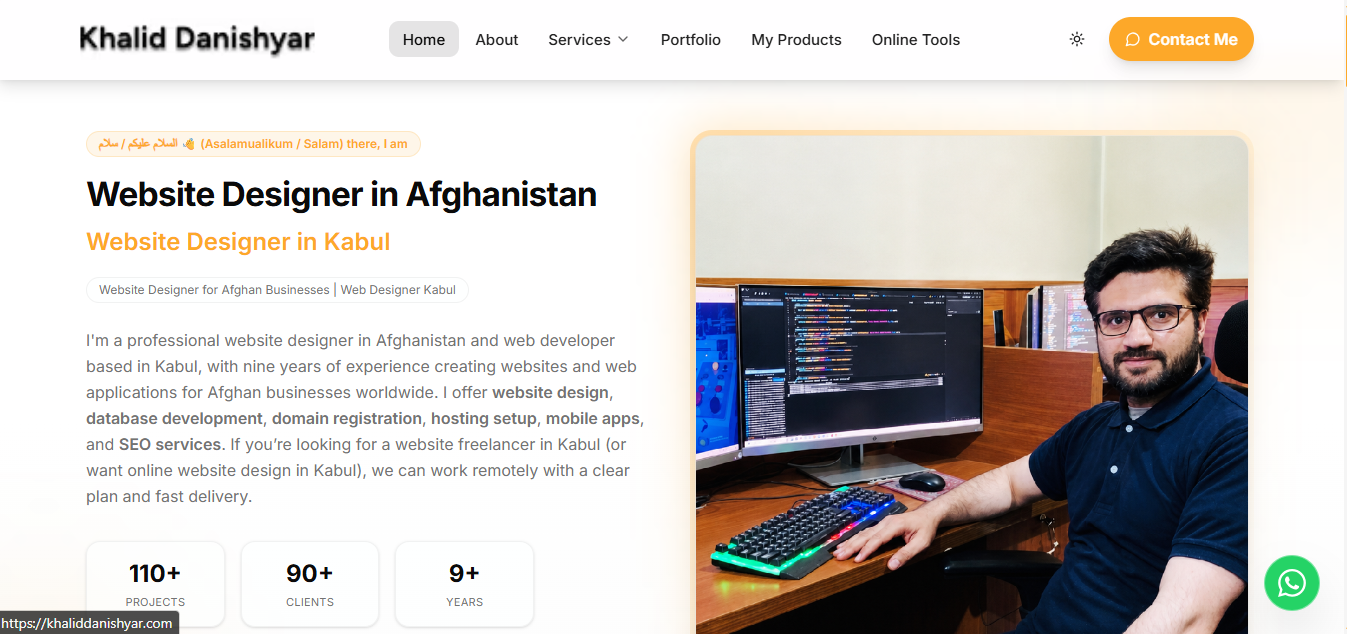 Khalid Danishyar
Home
About
Services
Portfolio
My Products
Online Tools
Contact Me
السلام عليكم / سلام (Asalamualikum / Salam) there, I am
Website Designer in Afghanistan
Website Designer in Kabul
Website Designer for Afghan Businesses | Web Designer Kabul
I'm a professional website designer in Afghanistan and web developer
based in Kabul, with nine years of experience creating websites and web
applications for Afghan businesses worldwide. I offer website design,
database development, domain registration, hosting setup, mobile apps,
and SEO services. If you’re looking for a website freelancer in Kabul (or
want online website design in Kabul), we can work remotely with a clear
plan and fast delivery.
110+
PROJECTS
90+
CLIENTS
9+
YEARS
https://khaliddanishyar.com